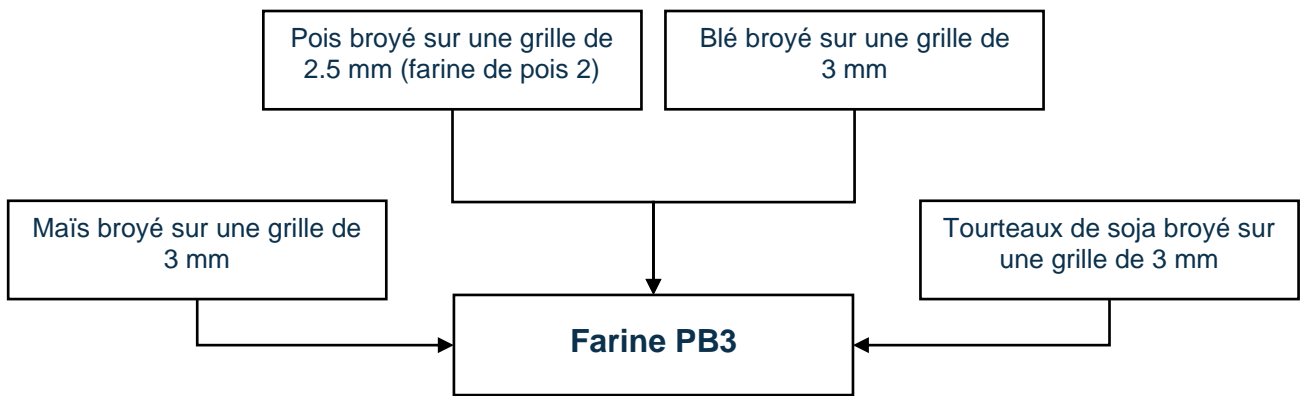 Pois broyé sur une grille de
2.5 mm (farine de pois 2)
Blé broyé sur une grille de
3 mm
Maïs broyé sur une grille de
3 mm
Tourteaux de soja broyé sur
une grille de 3 mm
Farine PB3